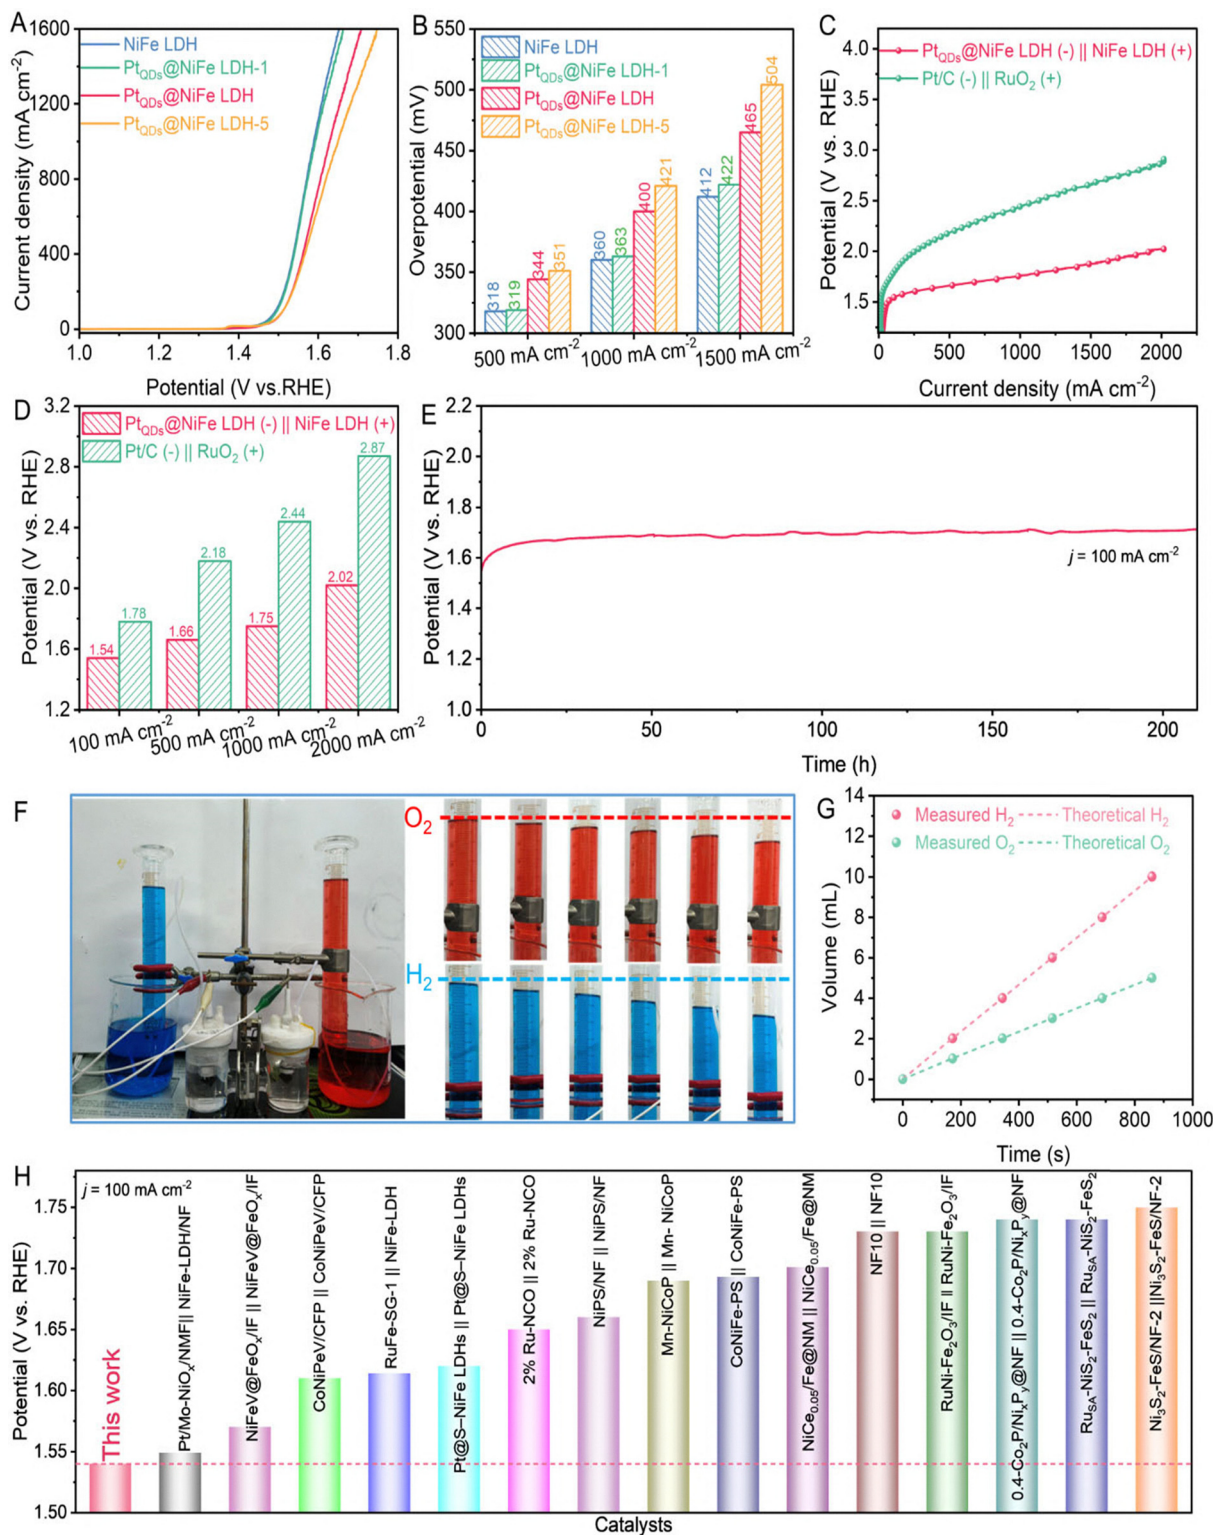 A
1600
1200
800
400
0
Current density (mA cm⁻²)
NiFe LDH
Pt_QDs@NiFe LDH-1
Pt_QDs@NiFe LDH
Pt_QDs@NiFe LDH-5
1.0 1.2 1.4 1.6 1.8
Potential (V vs.RHE)
B
550
500
450
400
350
300
Overpotential (mV)
NiFe LDH
Pt_QDs@NiFe LDH-1
Pt_QDs@NiFe LDH
Pt_QDs@NiFe LDH-5
318 319 344 351
360 363 400 421
412 422 465 504
500 mA cm⁻² 1000 mA cm⁻² 1500 mA cm⁻²
C
4.0
3.5
3.0
2.5
2.0
1.5
Potential (V vs. RHE)
Pt_QDs@NiFe LDH (-) || NiFe LDH (+)
Pt/C (-) || RuO₂ (+)
0 500 1000 1500 2000
Current density (mA cm⁻²)
D
3.2
2.8
2.4
2.0
1.6
1.2
Potential (V vs. RHE)
Pt_QDs@NiFe LDH (-) || NiFe LDH (+)
Pt/C (-) || RuO₂ (+)
1.54 1.78
1.66 2.18
1.75 2.44
2.02 2.87
100 mA cm⁻² 500 mA cm⁻² 1000 mA cm⁻² 2000 mA cm⁻²
E
2.2
2.0
1.8
1.6
1.4
1.2
1.0
Potential (V vs. RHE)
j = 100 mA cm⁻²
0 50 100 150 200
Time (h)
F
O₂
H₂
G
14
12
10
8
6
4
2
0
Volume (mL)
Measured H₂ Theoretical H₂
Measured O₂ Theoretical O₂
0 200 400 600 800 1000
Time (s)
H
j = 100 mA cm⁻²
1.75
1.70
1.65
1.60
1.55
1.50
Potential (V vs. RHE)
This work
Pt/Mo-NiOₓ/NMF|| NiFe-LDH/NF
NiFeV@FeOₓ/IF || NiFeV@FeOₓ/IF
CoNiPeV/CFP || CoNiPeV/CFP
RuFe-SG-1 || NiFe-LDH
Pt@S–NiFe LDHs || Pt@S–NiFe LDHs
2% Ru-NCO || 2% Ru-NCO
NiPS/NF || NiPS/NF
Mn-NiCoP || Mn- NiCoP
CoNiFe-PS || CoNiFe-PS
NiCe₀.₀₅/Fe@NM || NiCe₀.₀₅/Fe@NM
NF10 || NF10
RuNi-Fe₂O₃/IF || RuNi-Fe₂O₃/IF
0.4-Co₂P/NiₓP_y@NF || 0.4-Co₂P/NiₓP_y@NF
Ru_SA-NiS₂-FeS₂ || Ru_SA-NiS₂-FeS₂
Ni₃S₂-FeS/NF-2 ||Ni₃S₂-FeS/NF-2
Catalysts